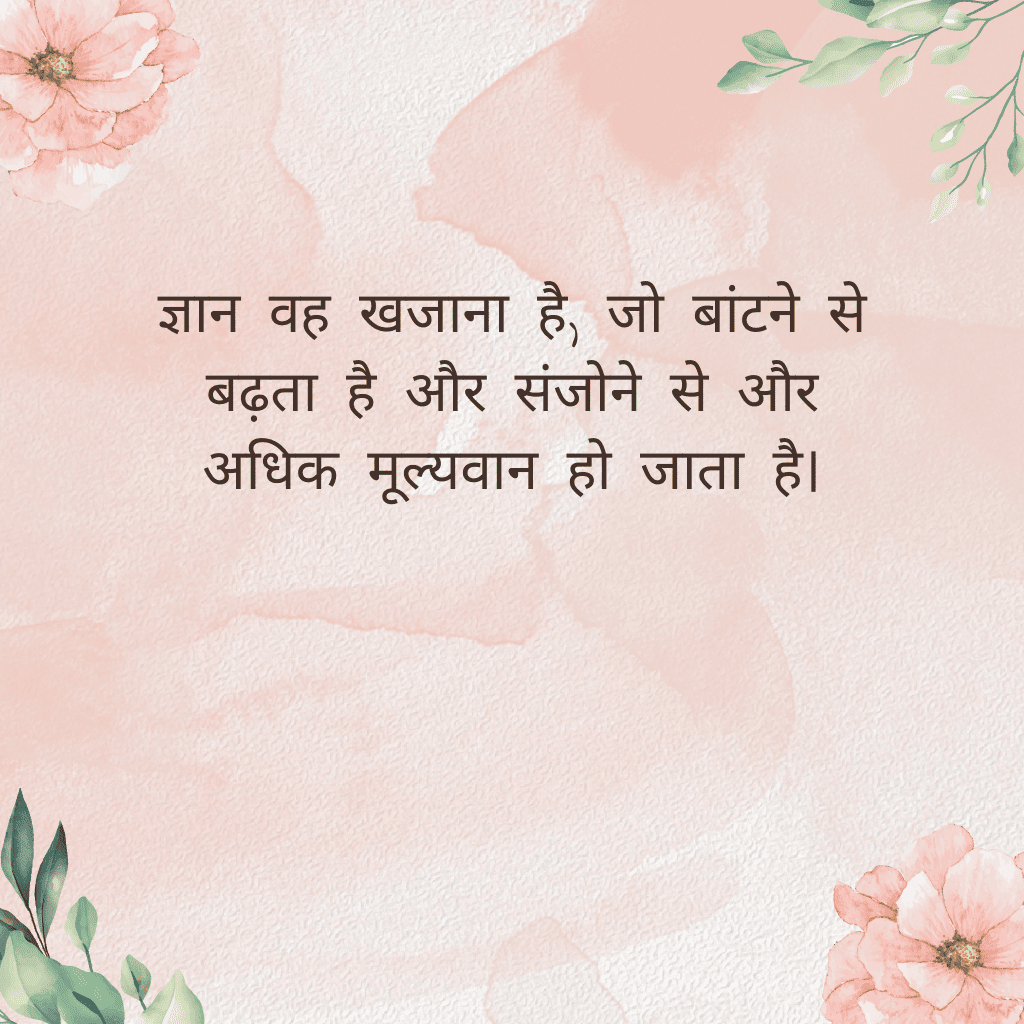 ज्ञान वह खजाना है, जो बांटने से
बढ़ता है और संजोने से और
अधिक मूल्यवान हो जाता है।